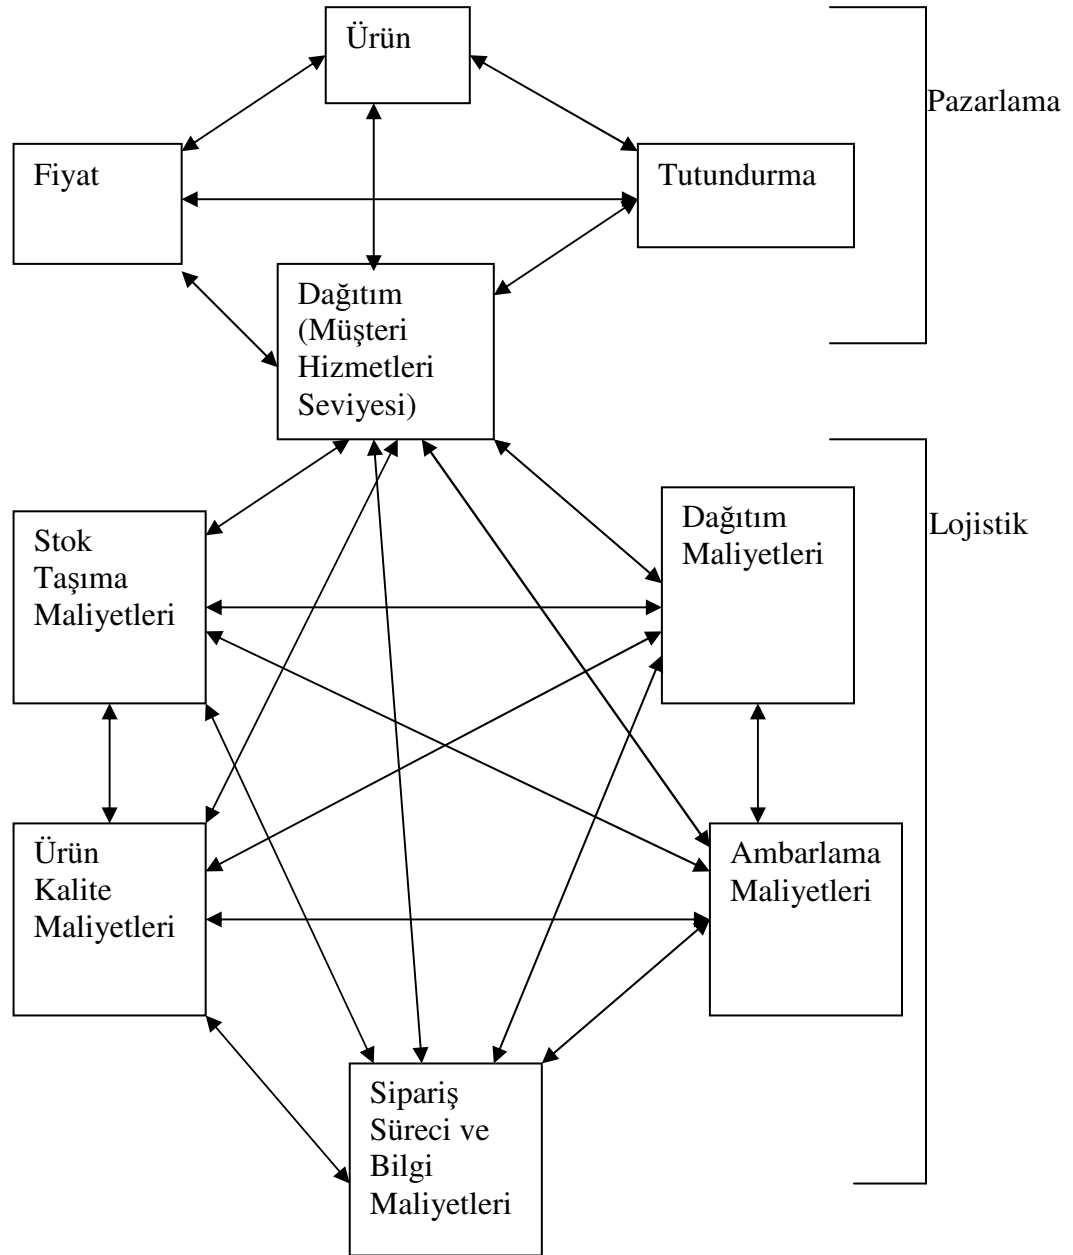 Ürün
Pazarlama
Fiyat
Tutundurma
Dağıtım
(Müşteri
Hizmetleri
Seviyesi)
Stok
Taşıma
Maliyetleri
Dağıtım
Maliyetleri
Lojistik
Ürün
Kalite
Maliyetleri
Ambarlama
Maliyetleri
Sipariş
Süreci ve
Bilgi
Maliyetleri